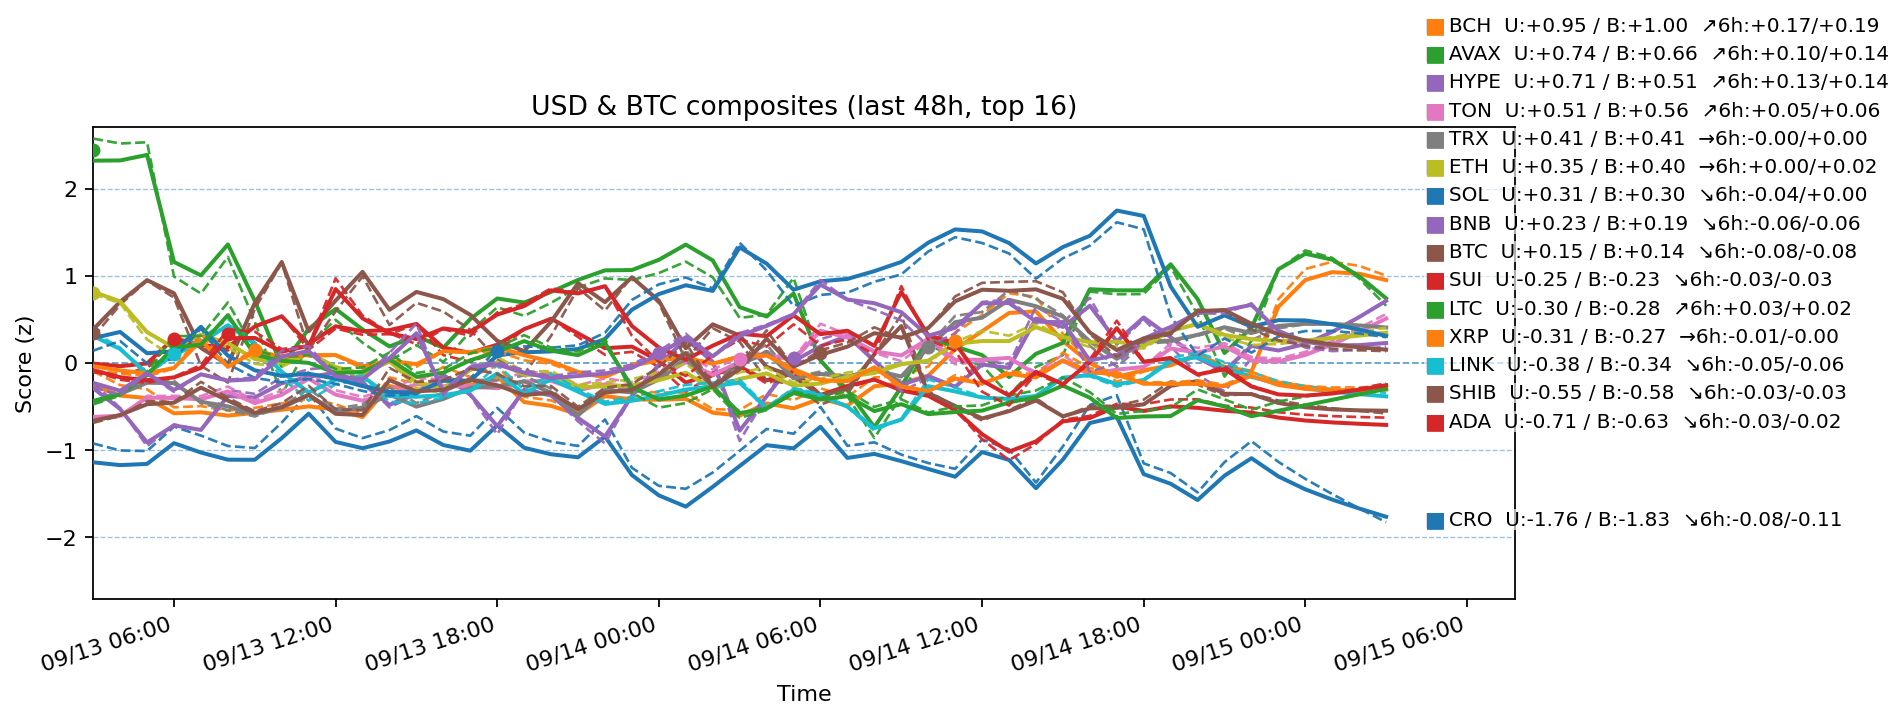 USD & BTC composites (last 48h, top 16)
BCH U:+0.95 / B:+1.00 ↗6h:+0.17/+0.19
AVAX U:+0.74 / B:+0.66 ↗6h:+0.10/+0.14
HYPE U:+0.71 / B:+0.51 ↗6h:+0.13/+0.14
TON U:+0.51 / B:+0.56 ↗6h:+0.05/+0.06
TRX U:+0.41 / B:+0.41 →6h:-0.00/+0.00
ETH U:+0.35 / B:+0.40 →6h:+0.00/+0.02
SOL U:+0.31 / B:+0.30 ↘6h:-0.04/+0.00
BNB U:+0.23 / B:+0.19 ↘6h:-0.06/-0.06
BTC U:+0.15 / B:+0.14 ↘6h:-0.08/-0.08
SUI U:-0.25 / B:-0.23 ↘6h:-0.03/-0.03
LTC U:-0.30 / B:-0.28 ↗6h:+0.03/+0.02
XRP U:-0.31 / B:-0.27 →6h:-0.01/-0.00
LINK U:-0.38 / B:-0.34 ↘6h:-0.05/-0.06
SHIB U:-0.55 / B:-0.58 ↘6h:-0.03/-0.03
ADA U:-0.71 / B:-0.63 ↘6h:-0.03/-0.02
CRO U:-1.76 / B:-1.83 ↘6h:-0.08/-0.11
Score (z)
2
1
0
−1
−2
09/13 06:00
09/13 12:00
09/13 18:00
09/14 00:00
09/14 06:00
09/14 12:00
09/14 18:00
09/15 00:00
09/15 06:00
Time